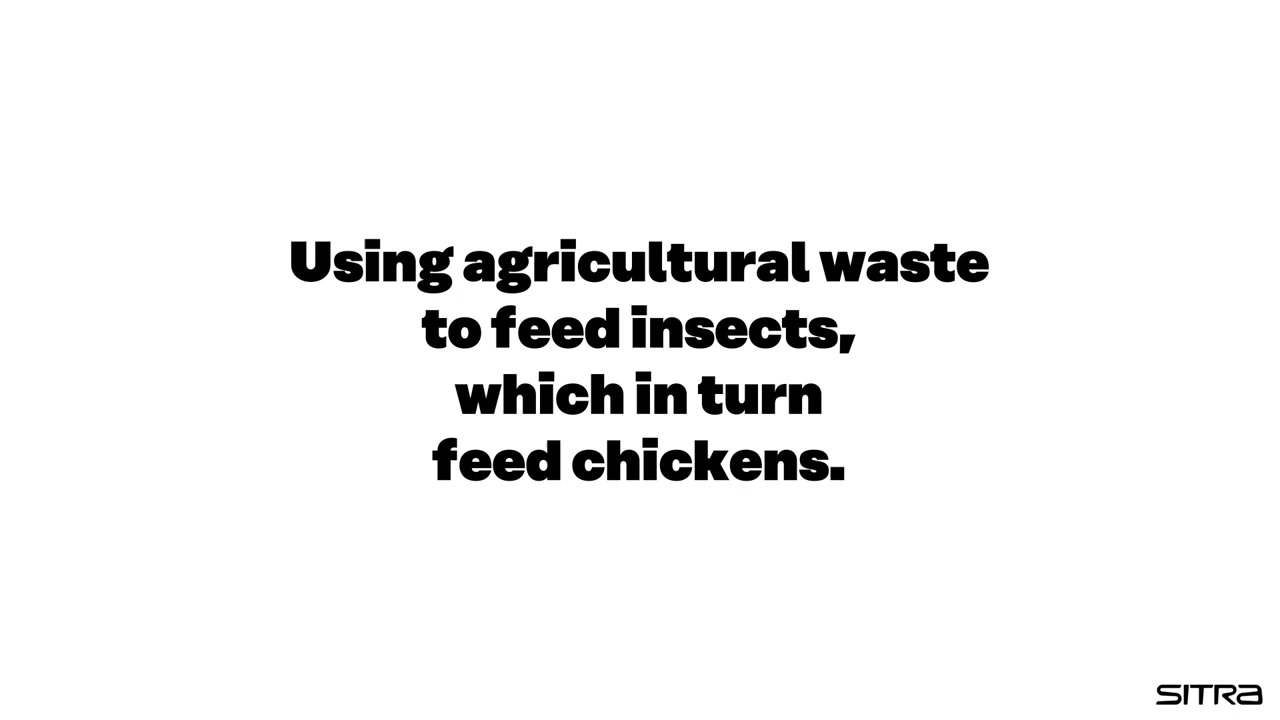 Using agricultural waste
to feed insects,
which in turn
feed chickens.
SITRA